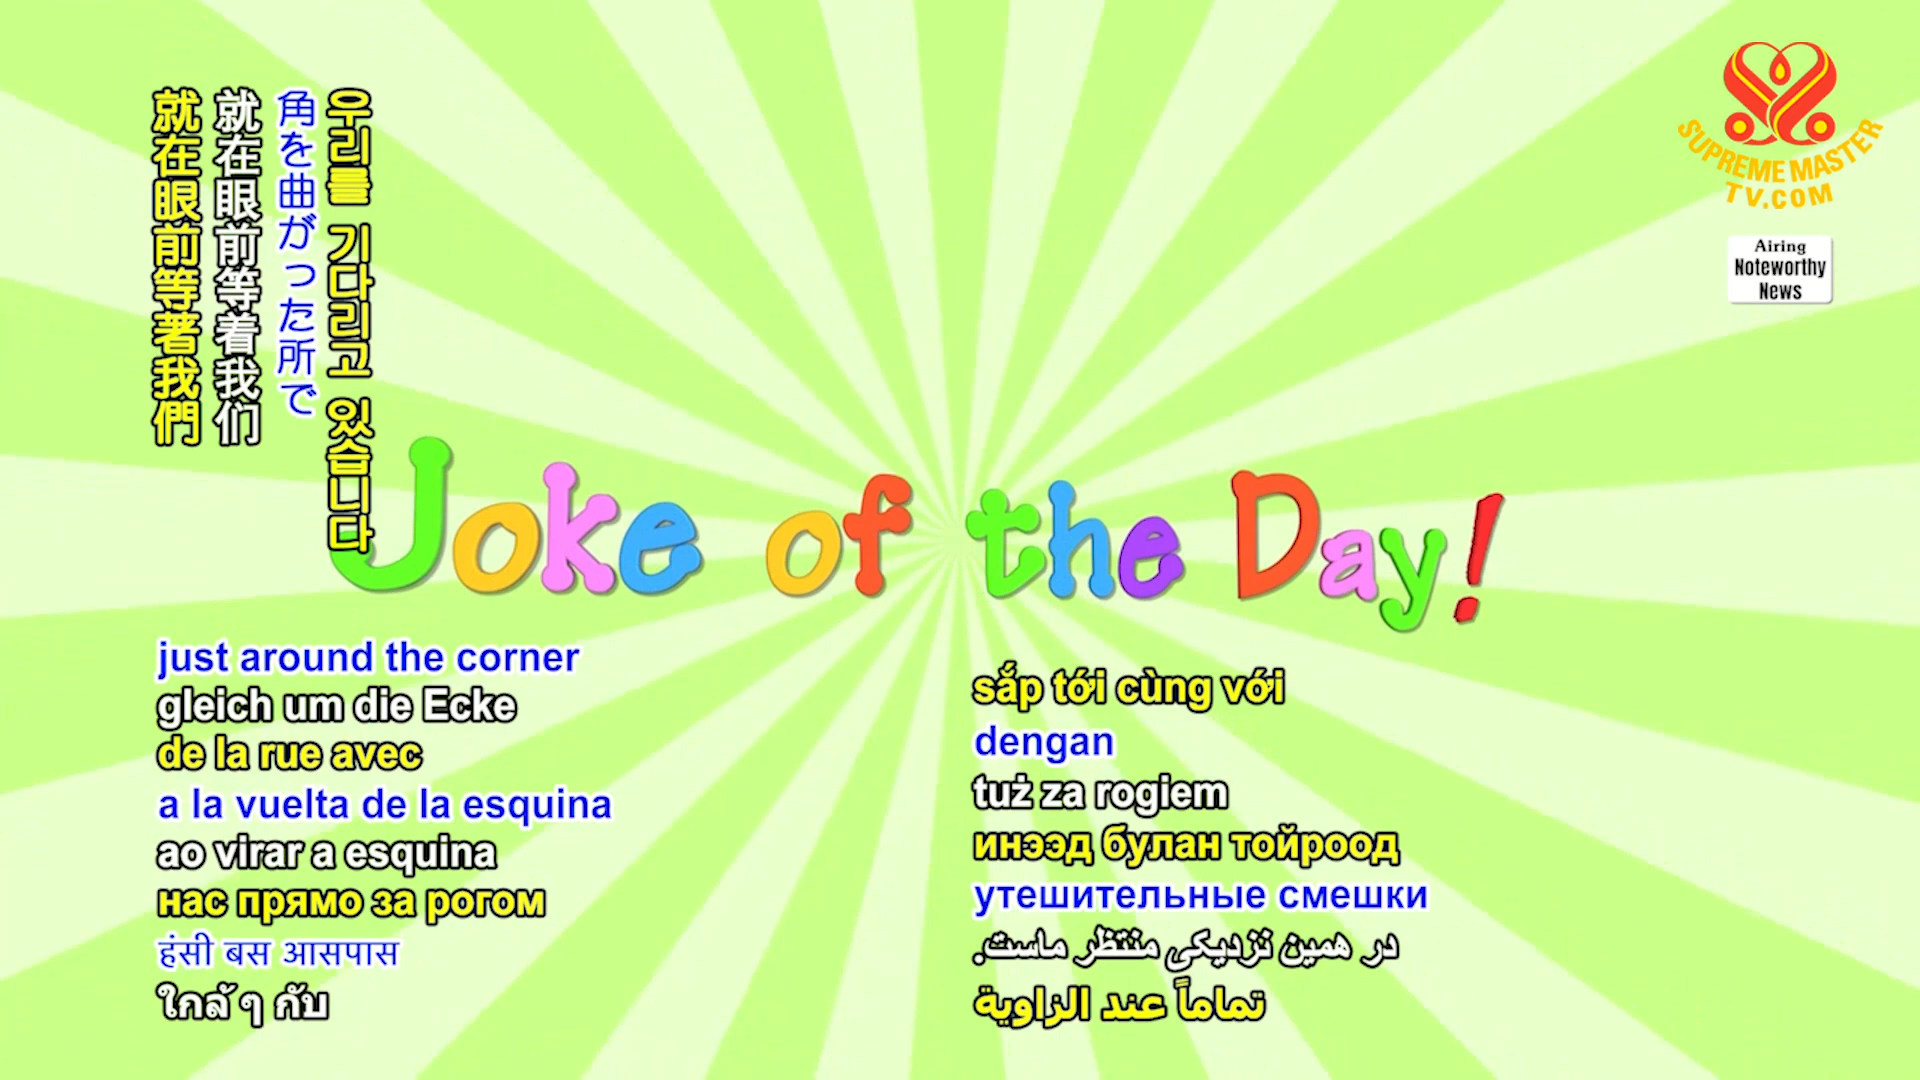 就在眼前等著我們
就在眼前等着我们
角を曲がった所で
우리를 기다리고 있습니다
SUPREME MASTER
TV.COM
Airing
Noteworthy
News
Joke of the Day!
just around the corner
gleich um die Ecke
de la rue avec
a la vuelta de la esquina
ao virar a esquina
нас прямо за рогом
हंसी बस आसपास
ใกล้ ๆ กับ
sắp tới cùng với
dengan
tuż za rogiem
инээд булан тойроод
утешительные смешки
در همین نزدیکی منتظر ماست.
تماماً عند الزاوية